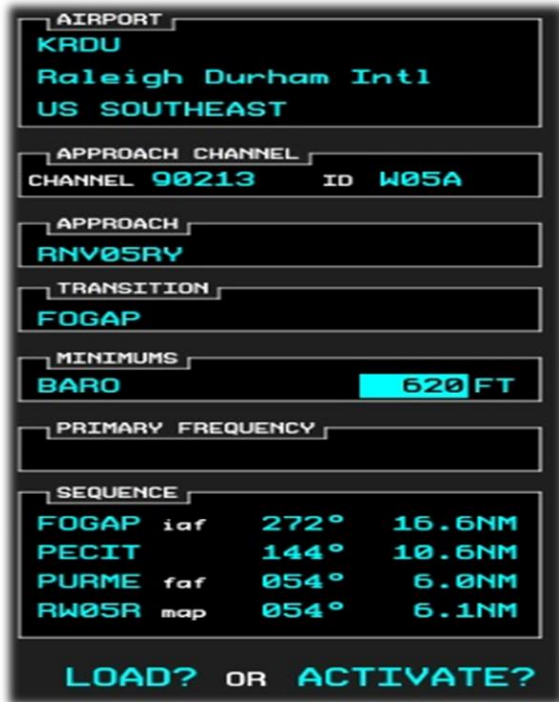 AIRPORT
KRDU
Raleigh Durham Intl
US SOUTHEAST
APPROACH CHANNEL
CHANNEL 90213 ID W05A
APPROACH
RNV05RY
TRANSITION
FOGAP
MINIMUMS
BARO 620 FT
PRIMARY FREQUENCY
SEQUENCE
FOGAP iaf 272° 16.6NM
PECIT 144° 10.6NM
PURME faf 054° 6.0NM
RW05R map 054° 6.1NM
LOAD? OR ACTIVATE?